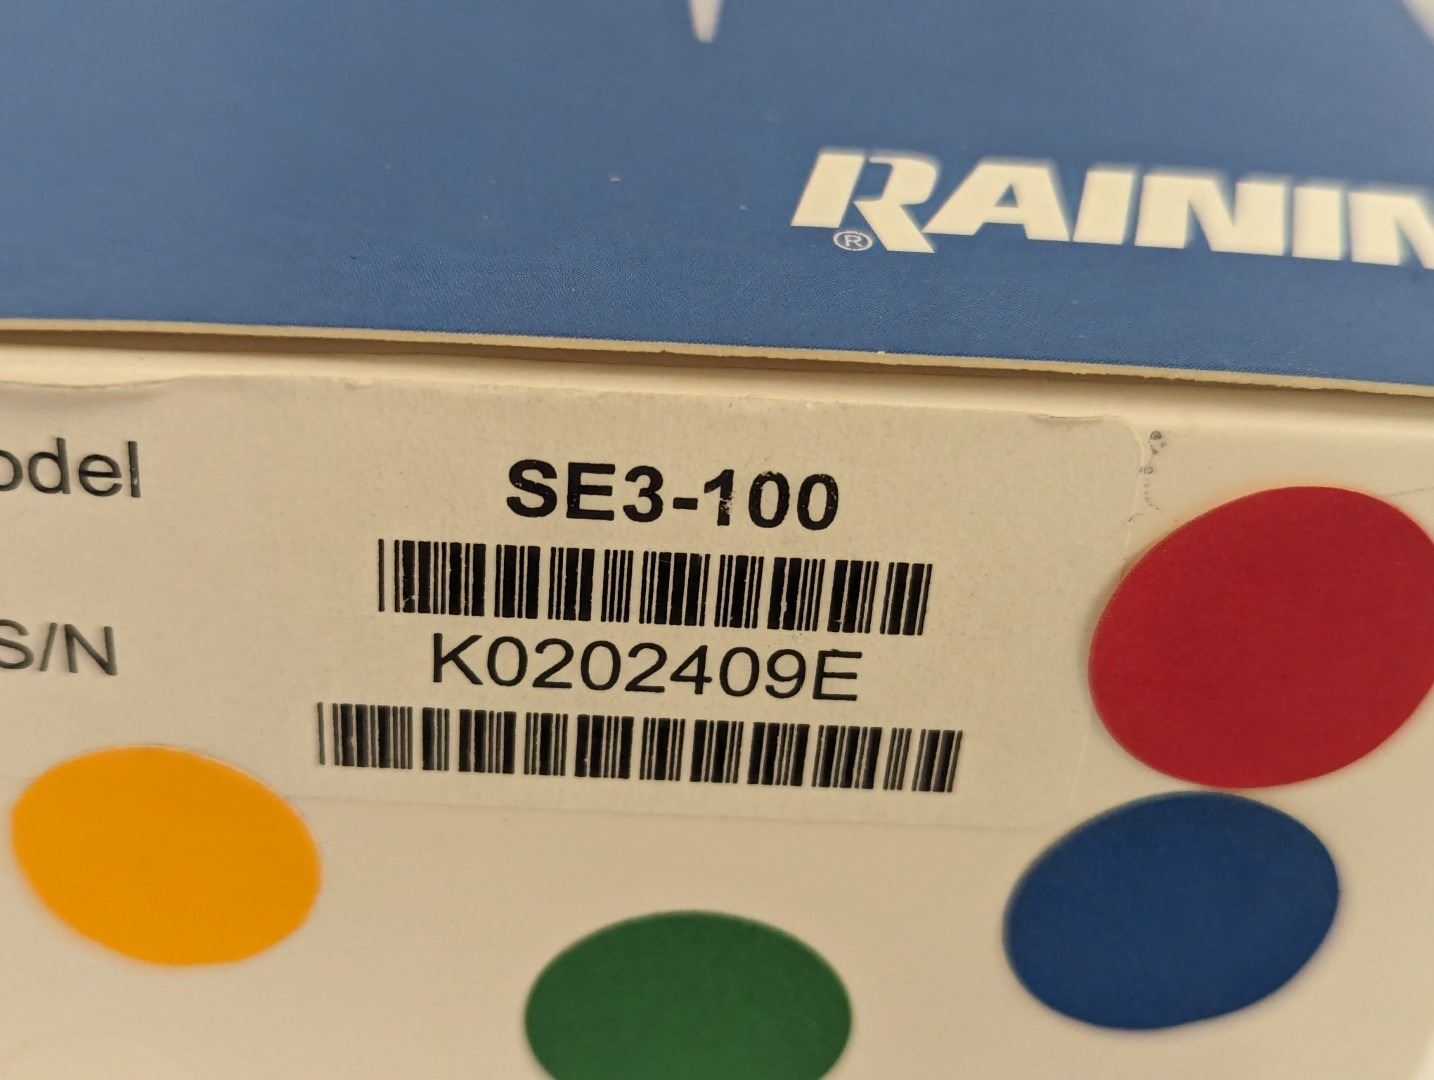 RAININ
®
odel
SE3-100
S/N
K0202409E